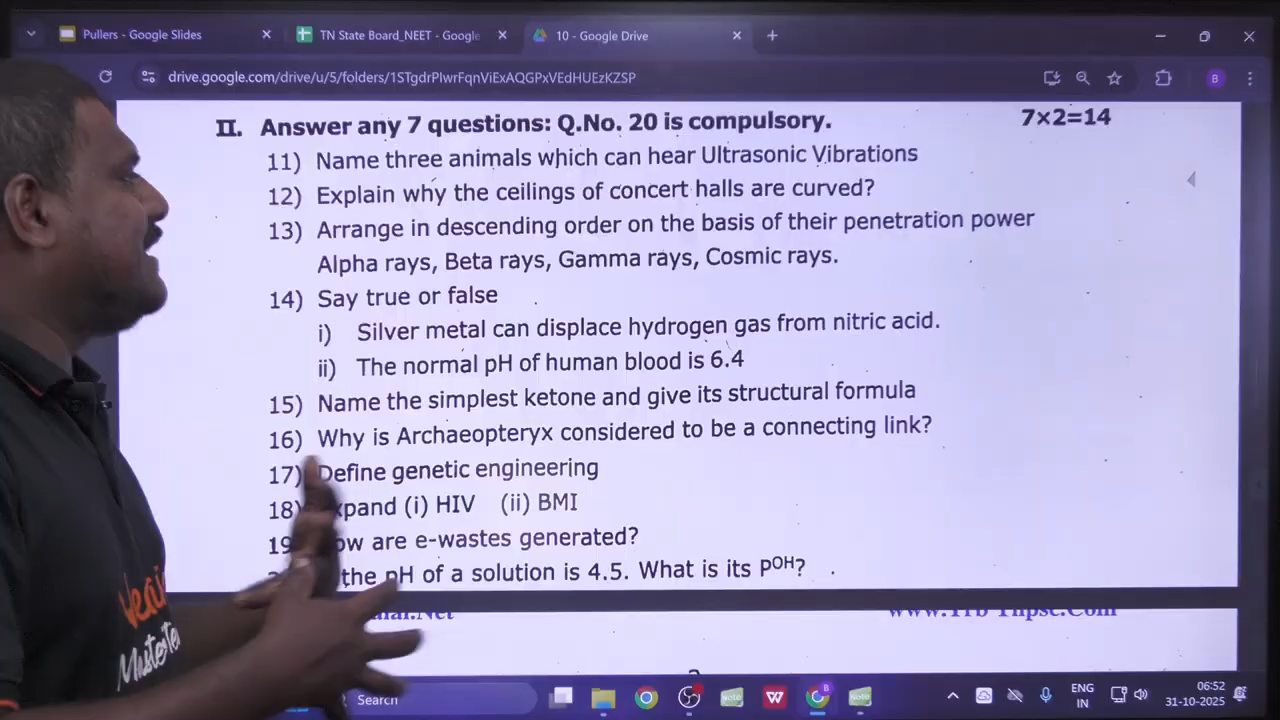 Pullers - Google Slides
TN State Board_NEET - Google
10 - Google Drive
drive.google.com/drive/u/5/folders/1STgdrPIwrFqnViExAQGPxVEdHUEzKZSP
B
II. Answer any 7 questions: Q.No. 20 is compulsory. 7×2=14
11) Name three animals which can hear Ultrasonic Vibrations
12) Explain why the ceilings of concert halls are curved?
13) Arrange in descending order on the basis of their penetration power
Alpha rays, Beta rays, Gamma rays, Cosmic rays.
14) Say true or false
i) Silver metal can displace hydrogen gas from nitric acid.
ii) The normal pH of human blood is 6.4
15) Name the simplest ketone and give its structural formula
16) Why is Archaeopteryx considered to be a connecting link?
17) Define genetic engineering
18) xpand (i) HIV (ii) BMI
19 ow are e-wastes generated?
the pH of a solution is 4.5. What is its Pᴼᴴ?
www.Trb Tnpsc.Com
Search
ENG
IN
06:52
31-10-2025